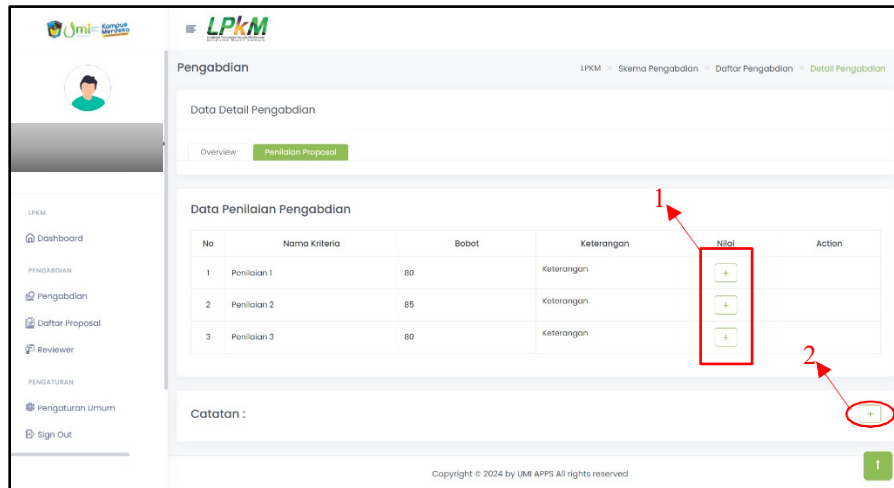 Umi Kampus Merdeka
LPkM
Pengabdian
LPKM » Skema Pengabdian » Daftar Pengabdian » Detail Pengabdian
Data Detail Pengabdian
Overview Penilaian Proposal
LPKM
Dashboard
PENGABDIAN
Pengabdian
Daftar Proposal
Reviewer
PENGATURAN
Pengaturan Umum
Sign Out
Data Penilaian Pengabdian
1
No Nama Kriteria Bobot Keterangan Nilai Action
1 Penilaian 1 80 Keterangan +
2 Penilaian 2 85 Keterangan +
3 Penilaian 3 80 Keterangan +
2
Catatan : +
Copyright © 2024 by UMI APPS All rights reserved